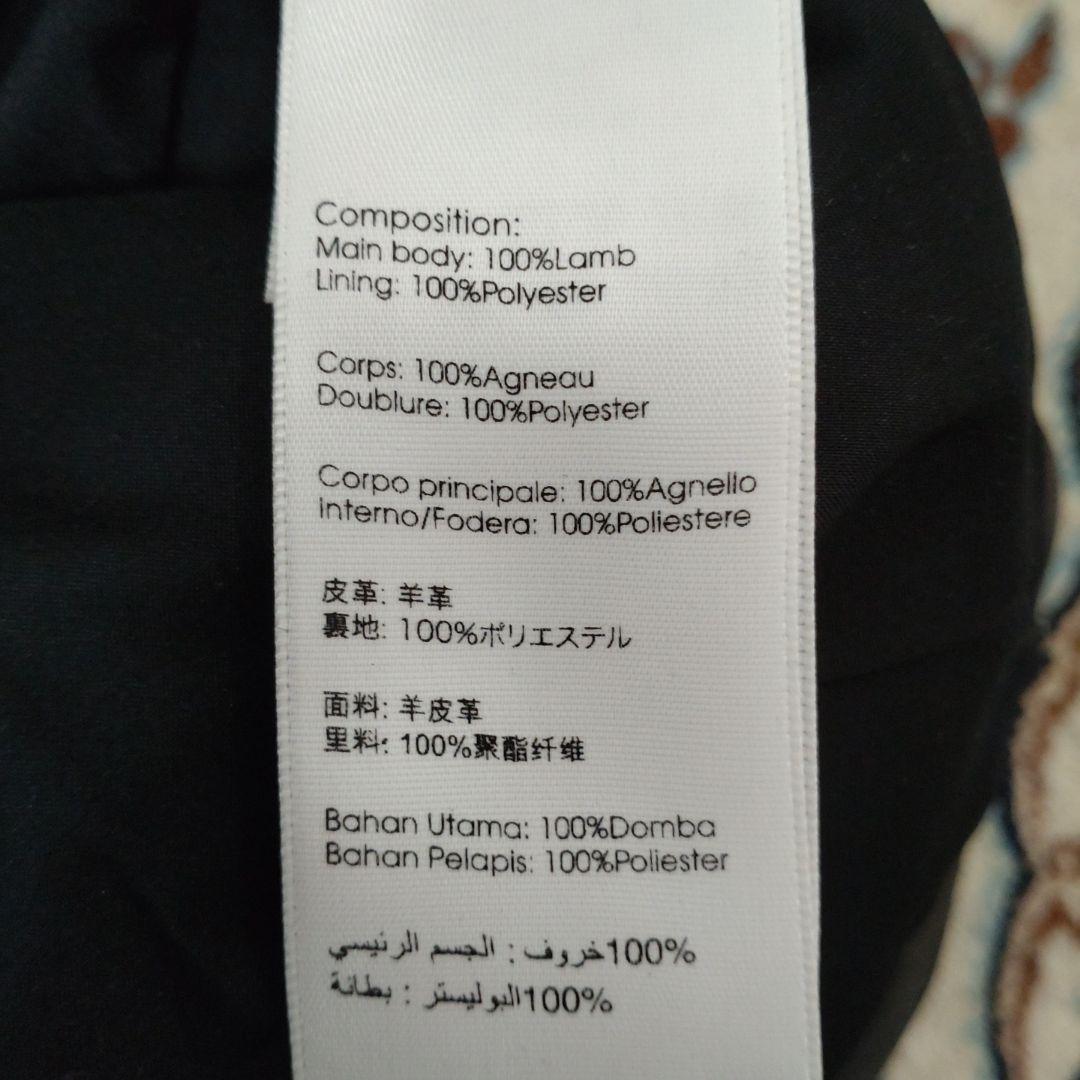 Composition:
Main body: 100%Lamb
Lining: 100%Polyester
Corps: 100%Agneau
Doublure: 100%Polyester
Corpo principale: 100%Agnello
interno/Fodera: 100%Poliestere
皮革: 羊革
裏地: 100%ポリエステル
面料: 羊皮革
里料: 100%聚酯纤维
Bahan Utama: 100%Domba
Bahan Pelapis: 100%Poliester
100%خروف : الجسم الرئيسي
100%البوليستر : بطانة